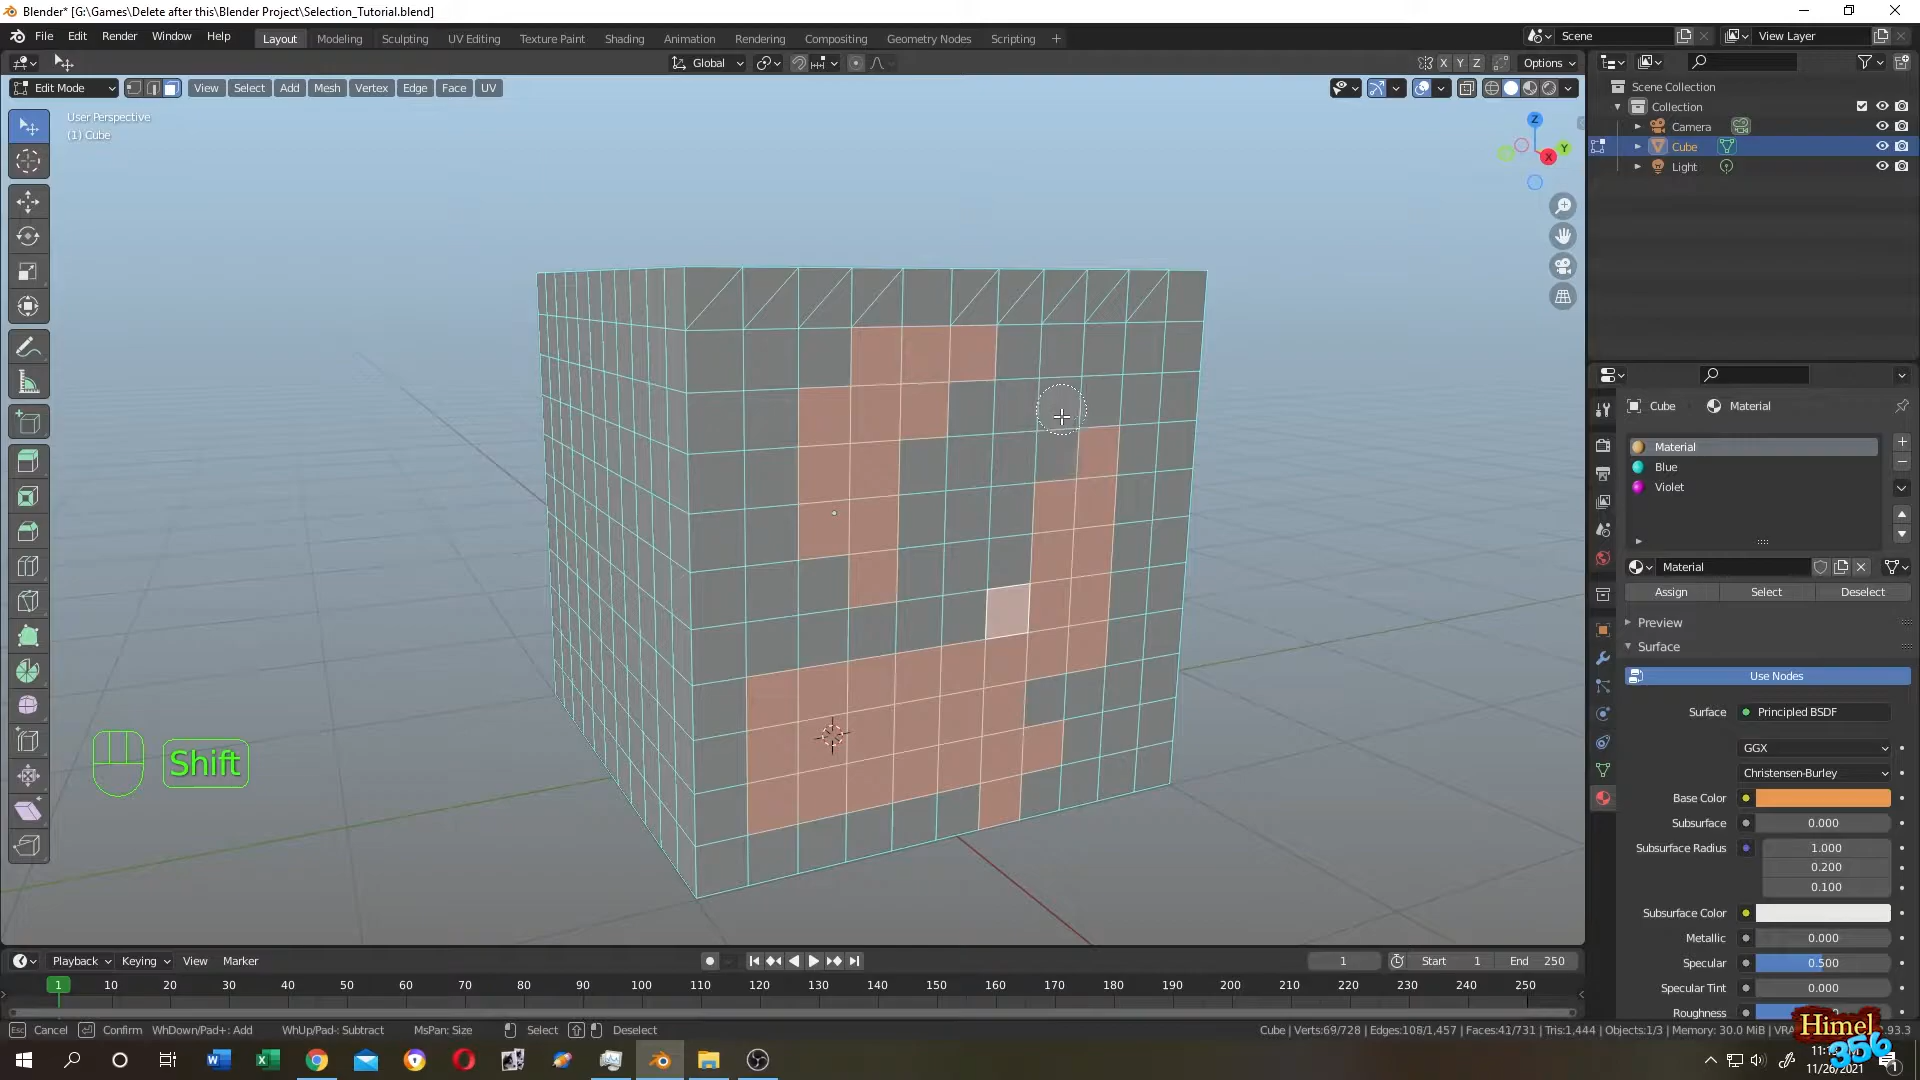 Blender* [G:\Games\Delete after this\Blender Project\Selection_Tutorial.blend]
File Edit Render Window Help Layout Modeling Sculpting UV Editing Texture Paint Shading Animation Rendering Compositing Geometry Nodes Scripting + Scene View Layer
Global X Y Z Options
Edit Mode View Select Add Mesh Vertex Edge Face UV
User Perspective
(1) Cube
Z
Y
X
Scene Collection
Collection
Camera
Cube
Light
Cube Material
Material
Blue
Violet
Material
Assign Select Deselect
Preview
Surface
Use Nodes
Surface Principled BSDF
GGX
Christensen-Burley
Base Color
Subsurface 0.000
Subsurface Radius 1.000
0.200
0.100
Subsurface Color
Metallic 0.000
Specular 0.500
Specular Tint 0.000
Roughness
Shift
Playback Keying View Marker 1 Start 1 End 250
1 10 20 30 40 50 60 70 80 90 100 110 120 130 140 150 160 170 180 190 200 210 220 230 240 250
Esc Cancel Confirm WhDown/Pad+: Add WhUp/Pad-: Subtract MsPan: Size Select Deselect Cube | Verts:69/728 | Edges:108/1,457 | Faces:41/731 | Tris:1,444 | Objects:1/3 | Memory: 30.0 MiB
Himel
356
11/26/2021